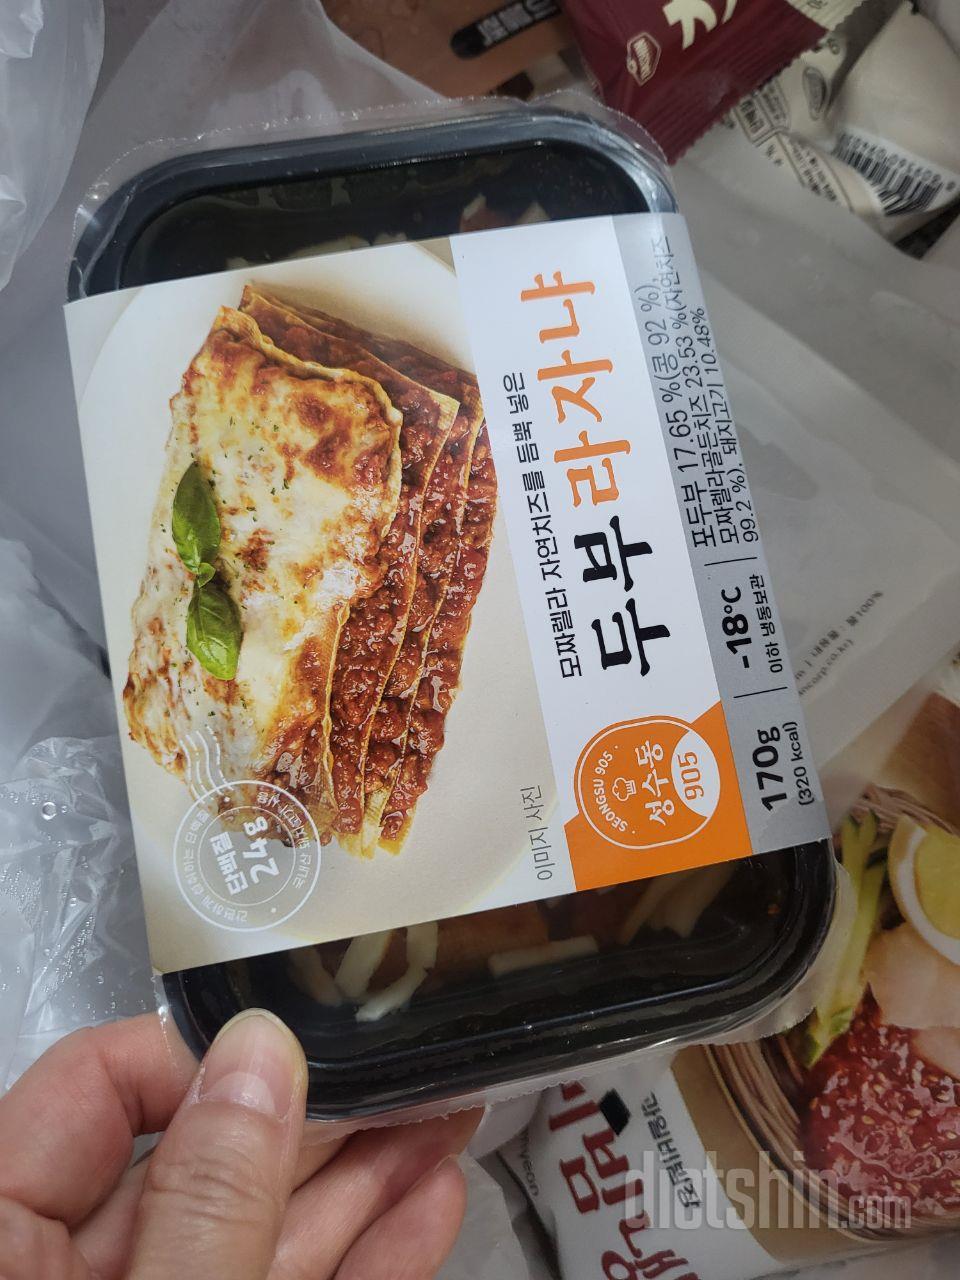 모짜렐라 자연치즈를 듬뿍 넣은
두부라자냐
170g
(320 kcal)
-18℃
이하 냉동보관
포두부 17.65 %(콩 92 %),
모짜렐라골든치즈 23.53 %(자연치즈
99.2 %), 돼지고기 10.48%
· SEONGSU 905 ·
성수동
905
이미지 사진
단백질
24g
dietshin.com